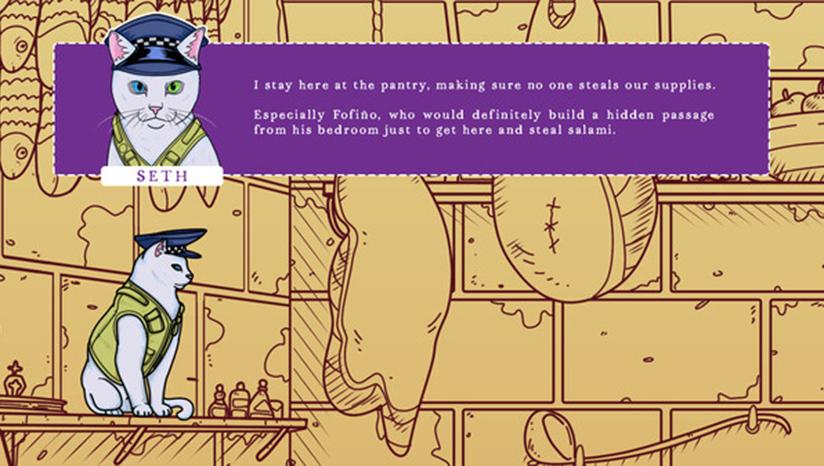 I stay here at the pantry, making sure no one steals our supplies.
Especially Fofiño, who would definitely build a hidden passage
from his bedroom just to get here and steal salami.
SETH